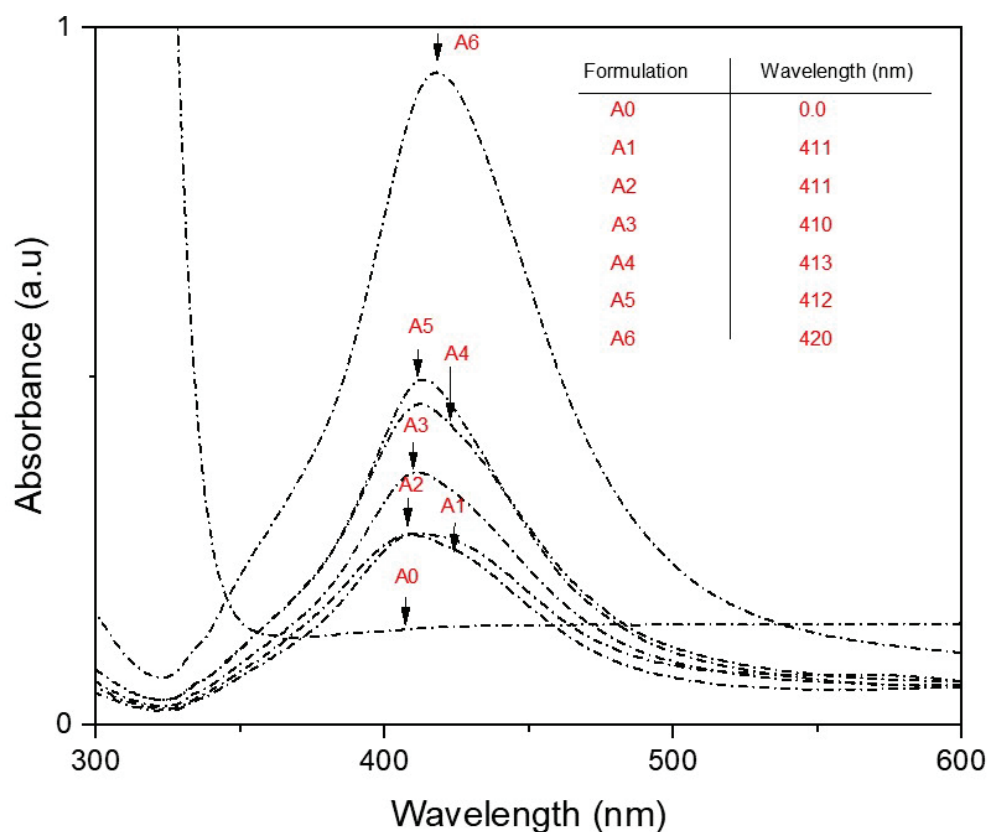 1
A6
Formulation Wavelength (nm)
A0 0.0
A1 411
A2 411
A3 410
A4 413
A5 412
A6 420
A5
A4
A3
A2
A1
A0
Absorbance (a.u)
0
300 400 500 600
Wavelength (nm)